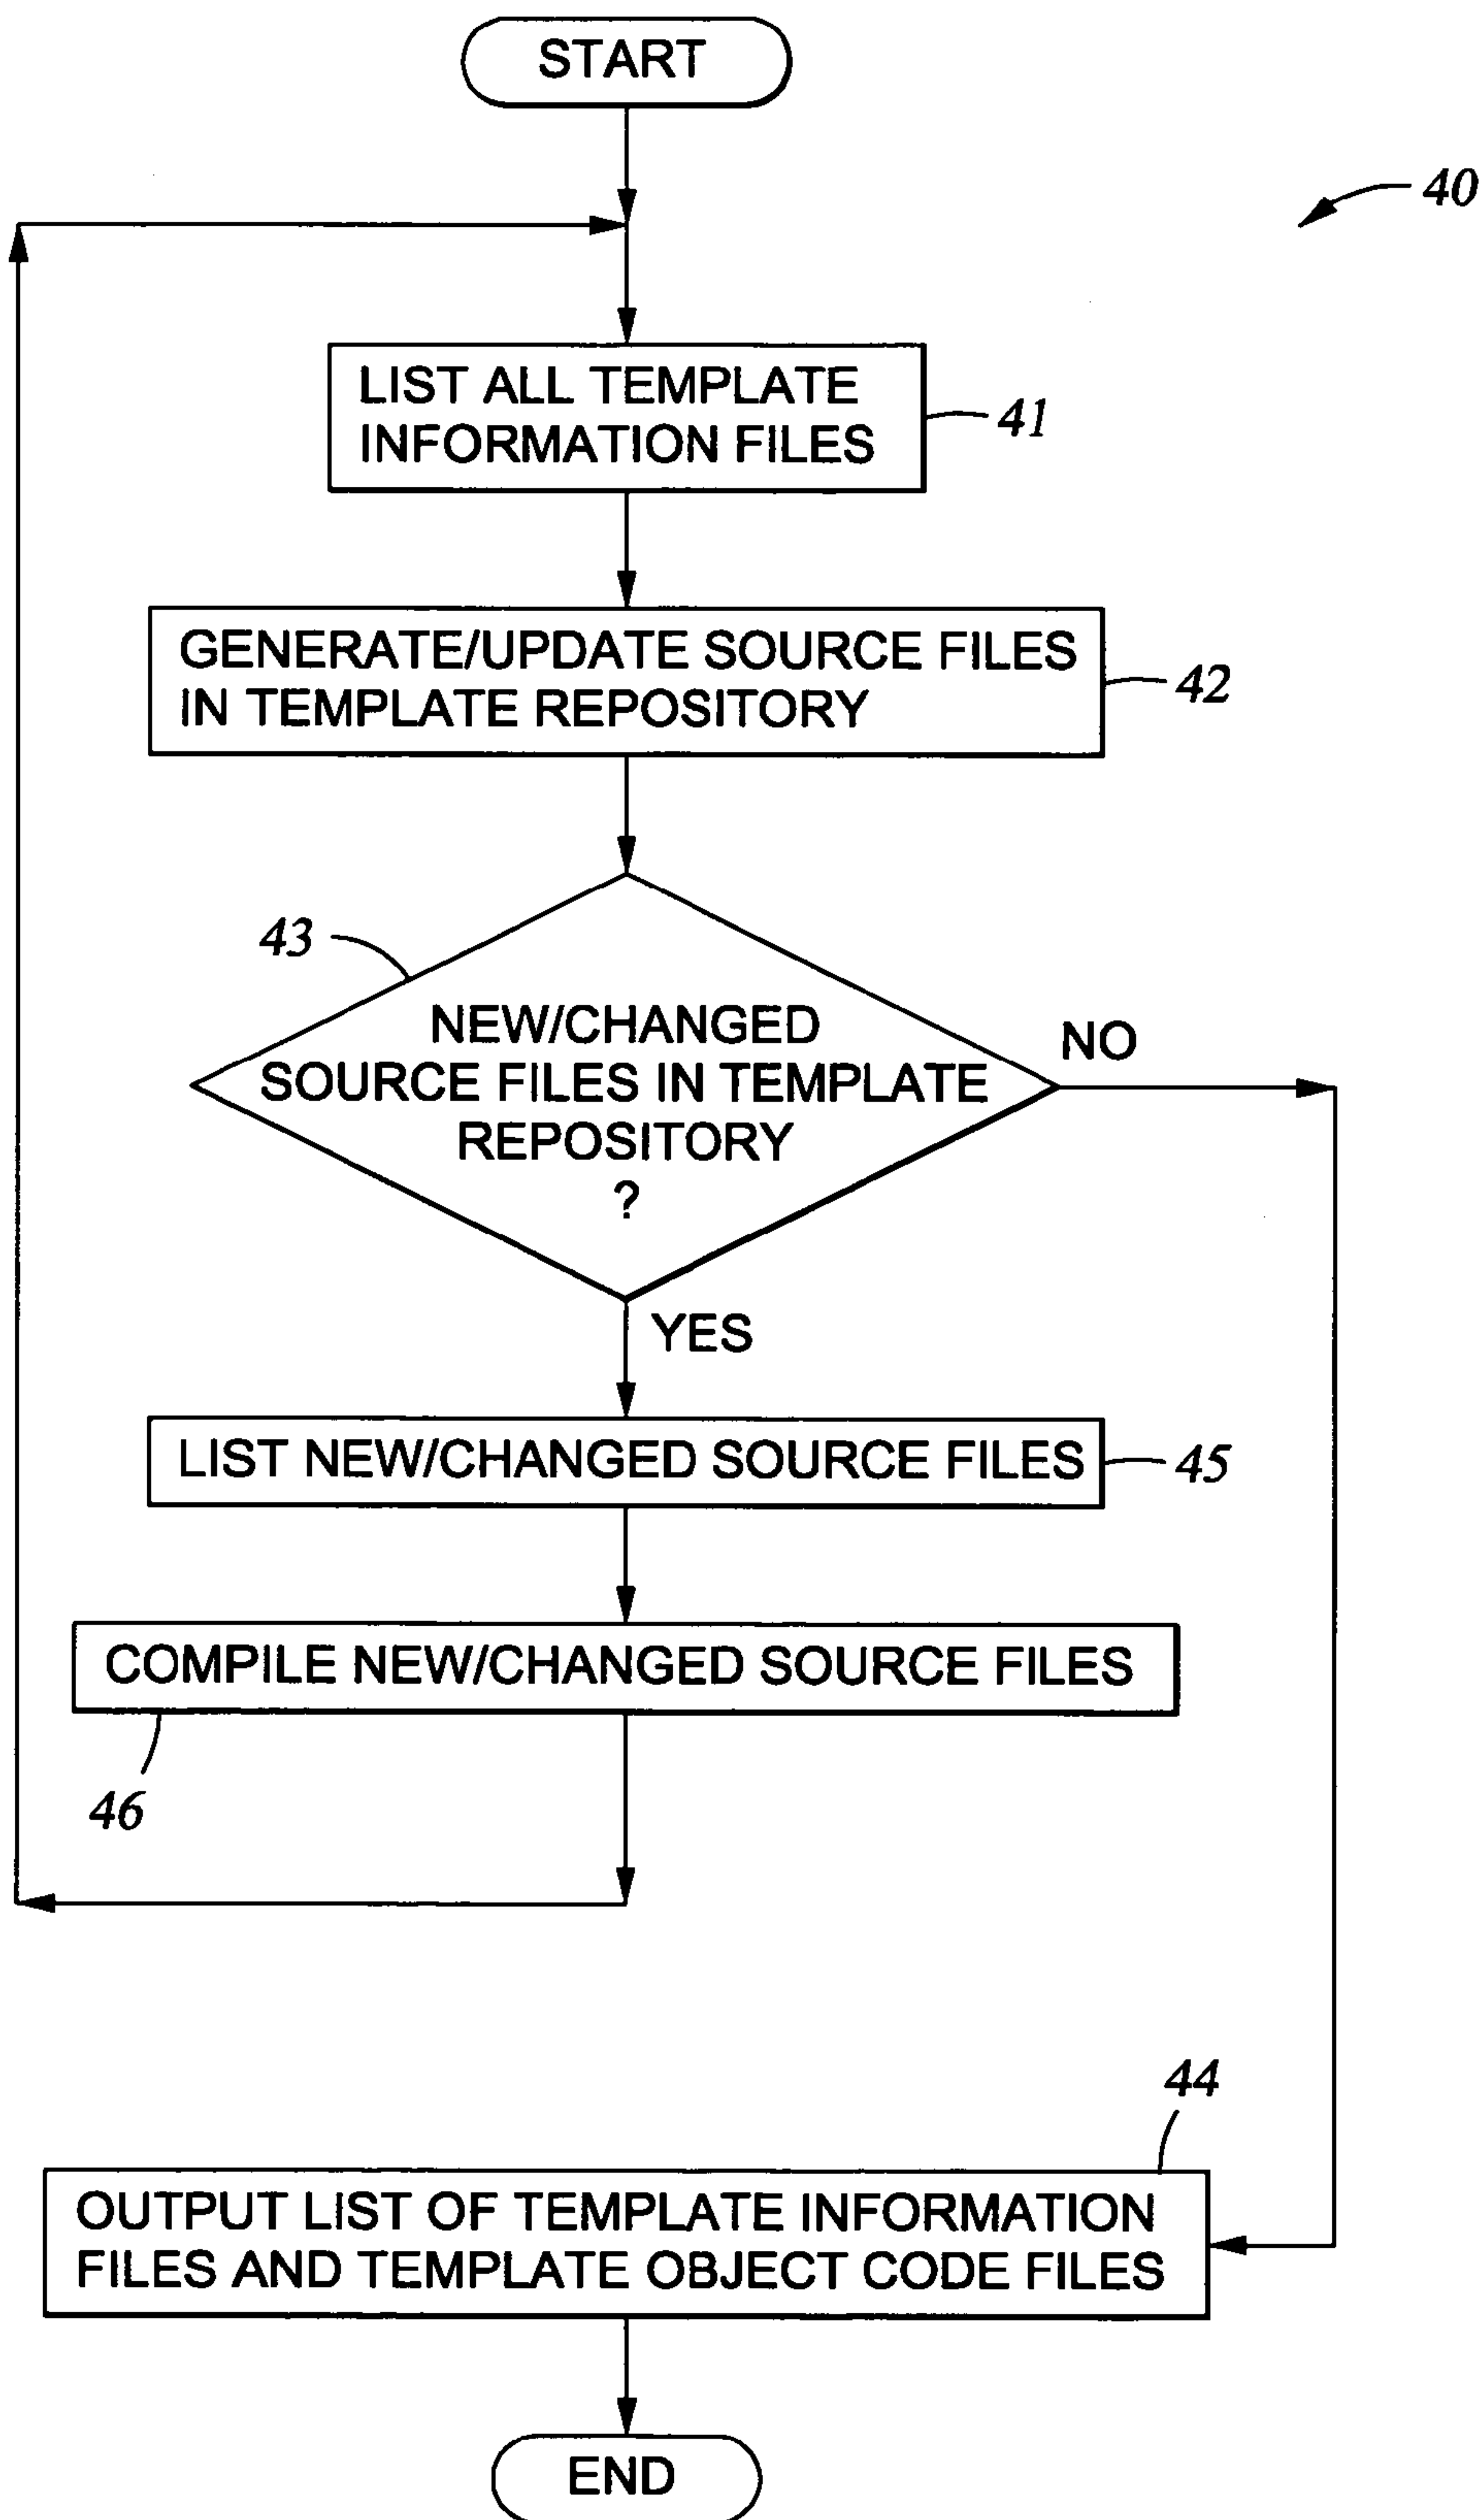 START
40
LIST ALL TEMPLATE
INFORMATION FILES
41
GENERATE/UPDATE SOURCE FILES
IN TEMPLATE REPOSITORY
42
43
NEW/CHANGED
SOURCE FILES IN TEMPLATE
REPOSITORY
?
NO
YES
LIST NEW/CHANGED SOURCE FILES
45
COMPILE NEW/CHANGED SOURCE FILES
46
44
OUTPUT LIST OF TEMPLATE INFORMATION
FILES AND TEMPLATE OBJECT CODE FILES
END